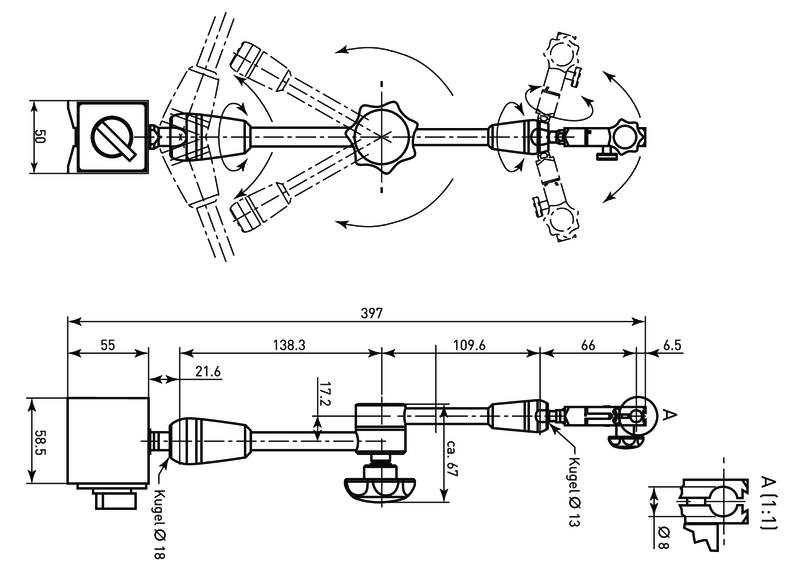 50
397
55
138.3
109.6
66
6.5
21.6
17.2
A
58.5
ca. 67
Kugel Ø 18
Kugel Ø 13
A (1:1)
Ø 8